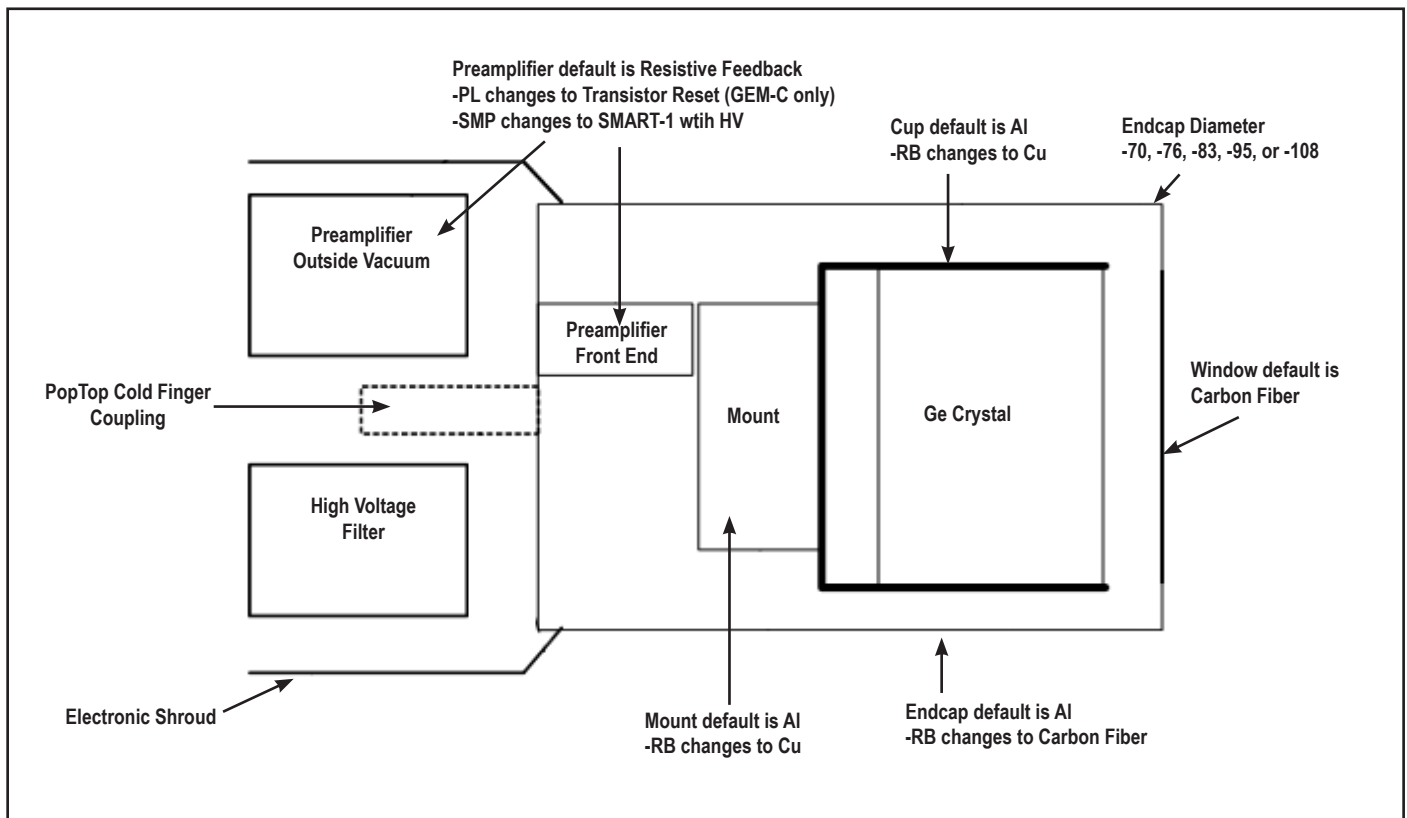 Preamplifier default is Resistive Feedback
-PL changes to Transistor Reset (GEM-C only)
-SMP changes to SMART-1 wtih HV
Cup default is Al
-RB changes to Cu
Endcap Diameter
-70, -76, -83, -95, or -108
Preamplifier
Outside Vacuum
Preamplifier
Front End
PopTop Cold Finger
Coupling
Mount
Ge Crystal
Window default is
Carbon Fiber
High Voltage
Filter
Electronic Shroud
Mount default is Al
-RB changes to Cu
Endcap default is Al
-RB changes to Carbon Fiber